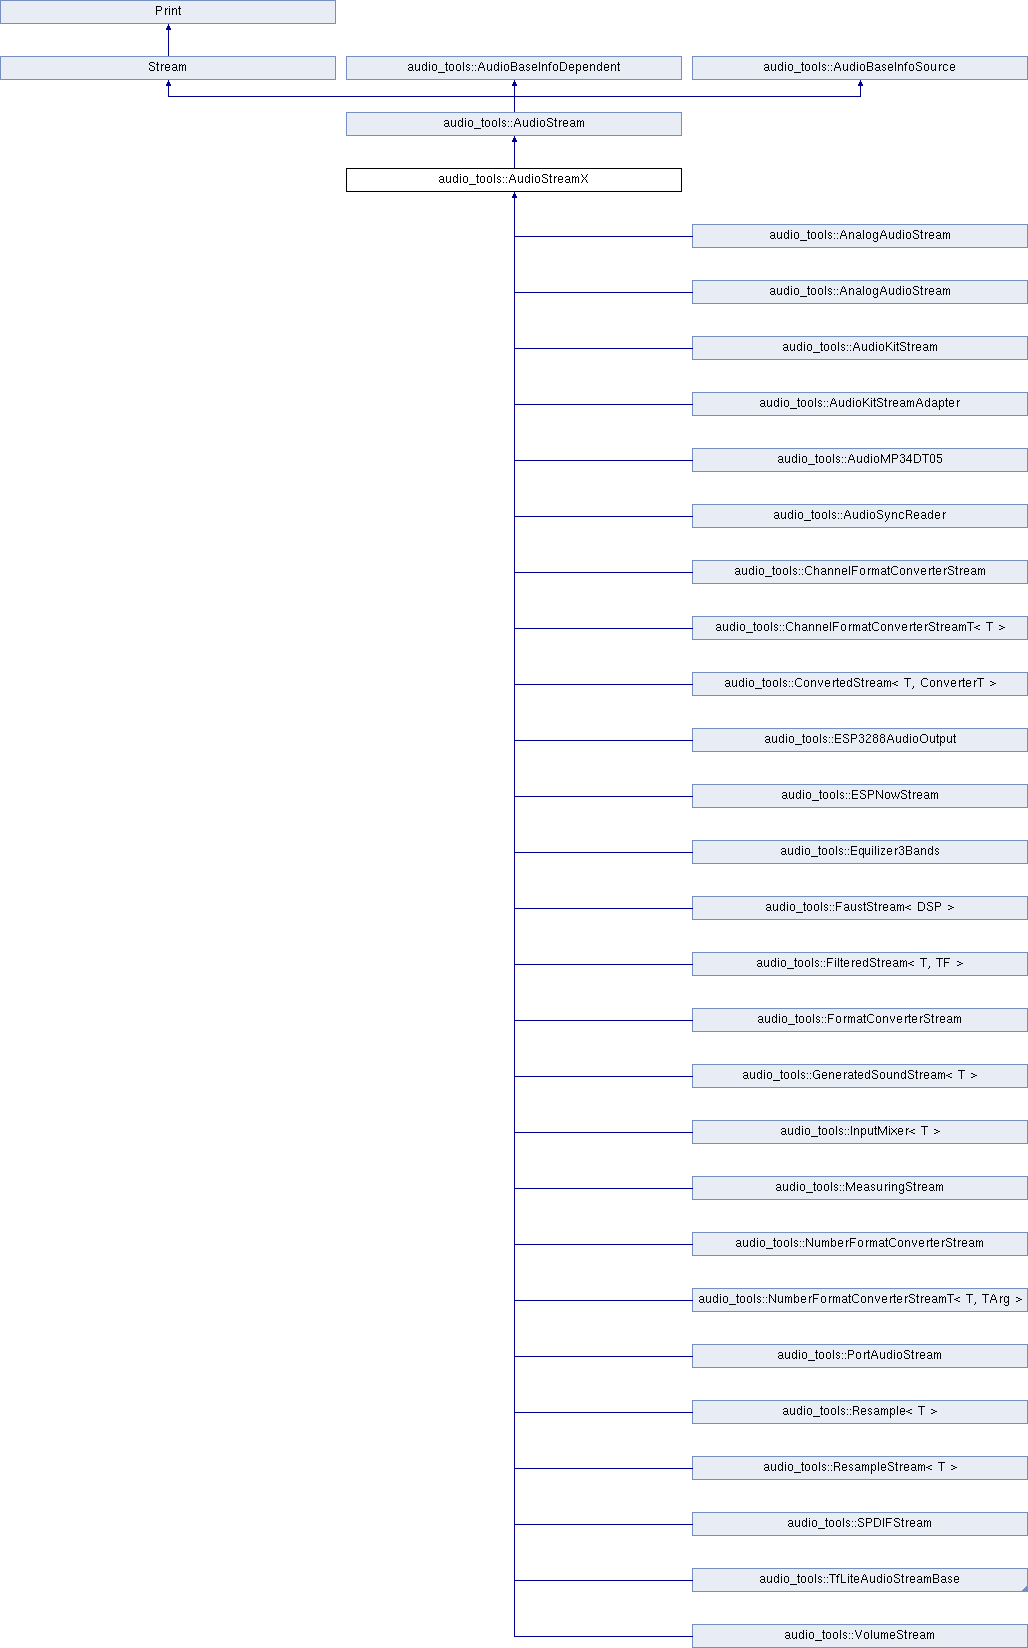 Print
Stream
audio_tools::AudioBaseInfoDependent
audio_tools::AudioBaseInfoSource
audio_tools::AudioStream
audio_tools::AudioStreamX
audio_tools::AnalogAudioStream
audio_tools::AnalogAudioStream
audio_tools::AudioKitStream
audio_tools::AudioKitStreamAdapter
audio_tools::AudioMP34DT05
audio_tools::AudioSyncReader
audio_tools::ChannelFormatConverterStream
audio_tools::ChannelFormatConverterStreamT< T >
audio_tools::ConvertedStream< T, ConverterT >
audio_tools::ESP3288AudioOutput
audio_tools::ESPNowStream
audio_tools::Equilizer3Bands
audio_tools::FaustStream< DSP >
audio_tools::FilteredStream< T, TF >
audio_tools::FormatConverterStream
audio_tools::GeneratedSoundStream< T >
audio_tools::InputMixer< T >
audio_tools::MeasuringStream
audio_tools::NumberFormatConverterStream
audio_tools::NumberFormatConverterStreamT< T, TArg >
audio_tools::PortAudioStream
audio_tools::Resample< T >
audio_tools::ResampleStream< T >
audio_tools::SPDIFStream
audio_tools::TfLiteAudioStreamBase
audio_tools::VolumeStream